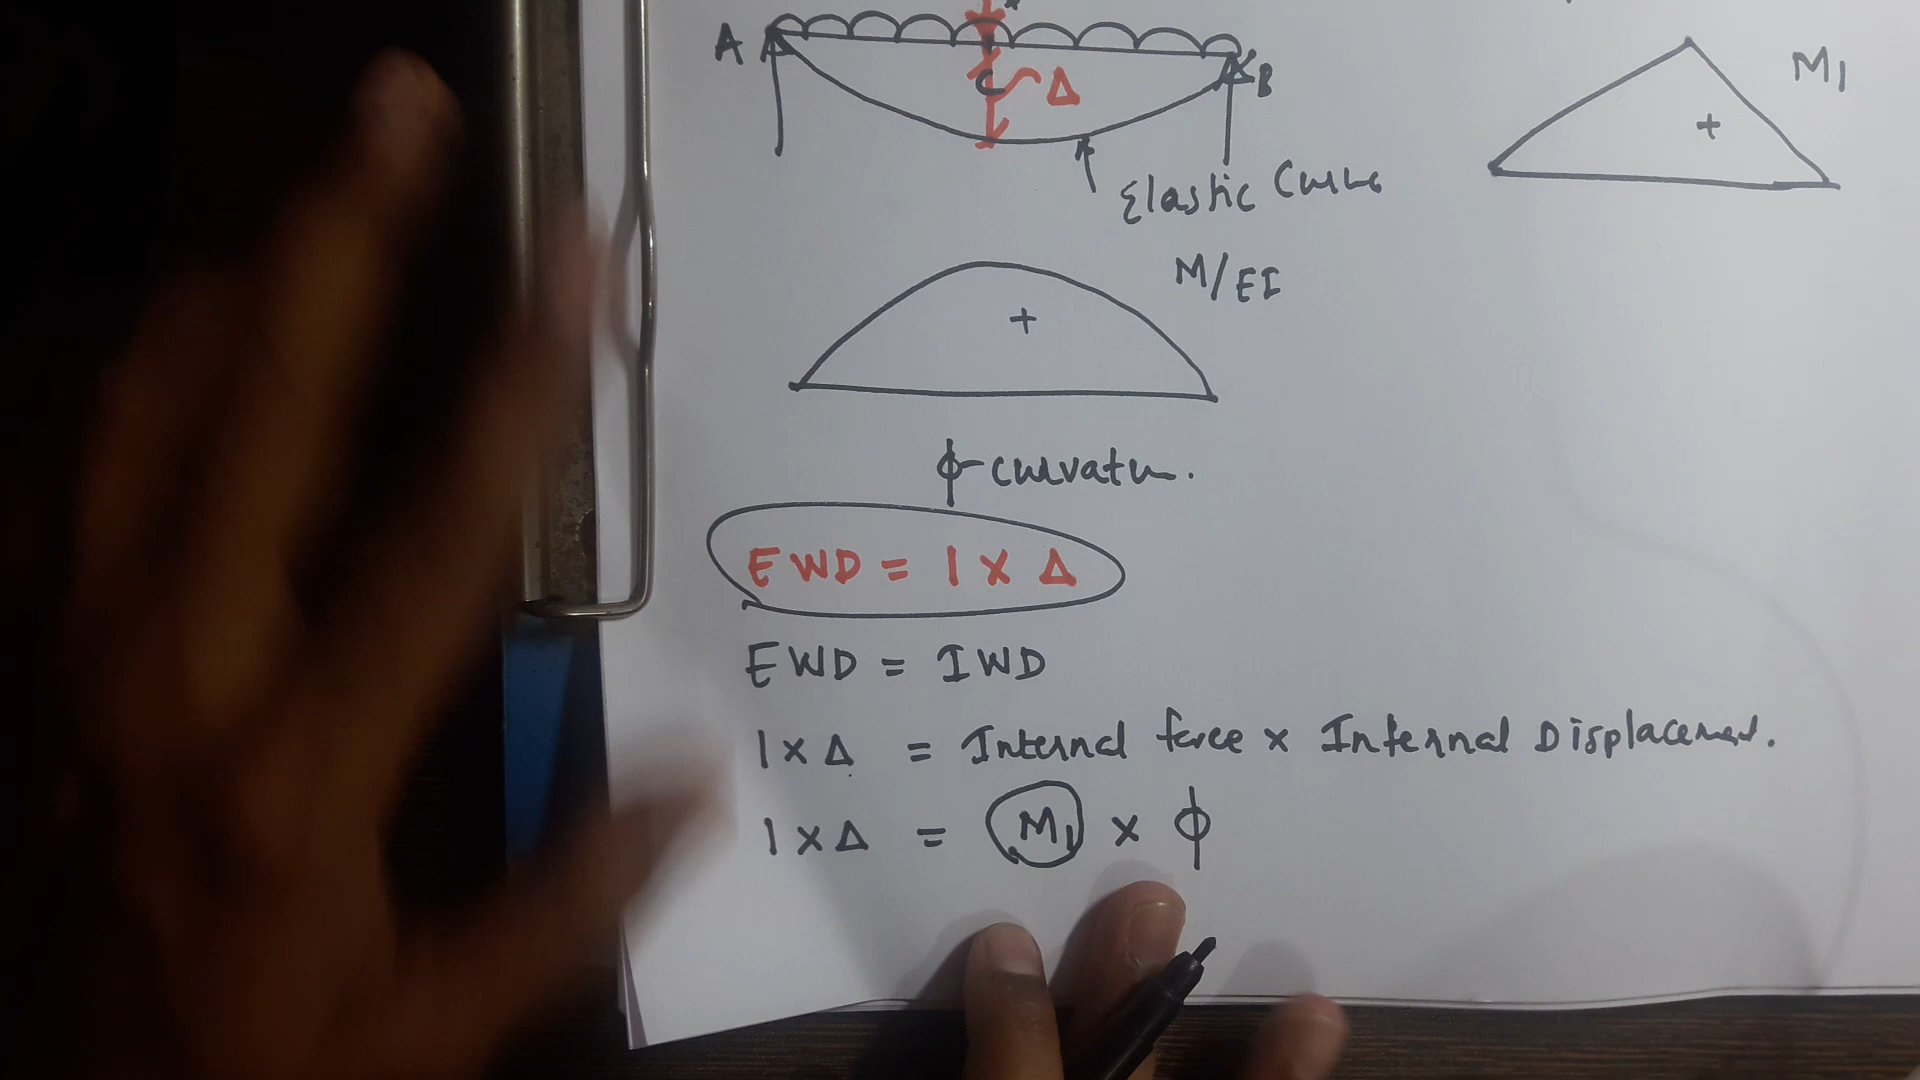 A
C
Δ
B
Elastic Curve
M1
+
M/EI
+
ϕ-curvature.
EWD = 1 × Δ
EWD = IWD
1 × Δ = Internal force × Internal Displacement.
1 × Δ = M1 × ϕ